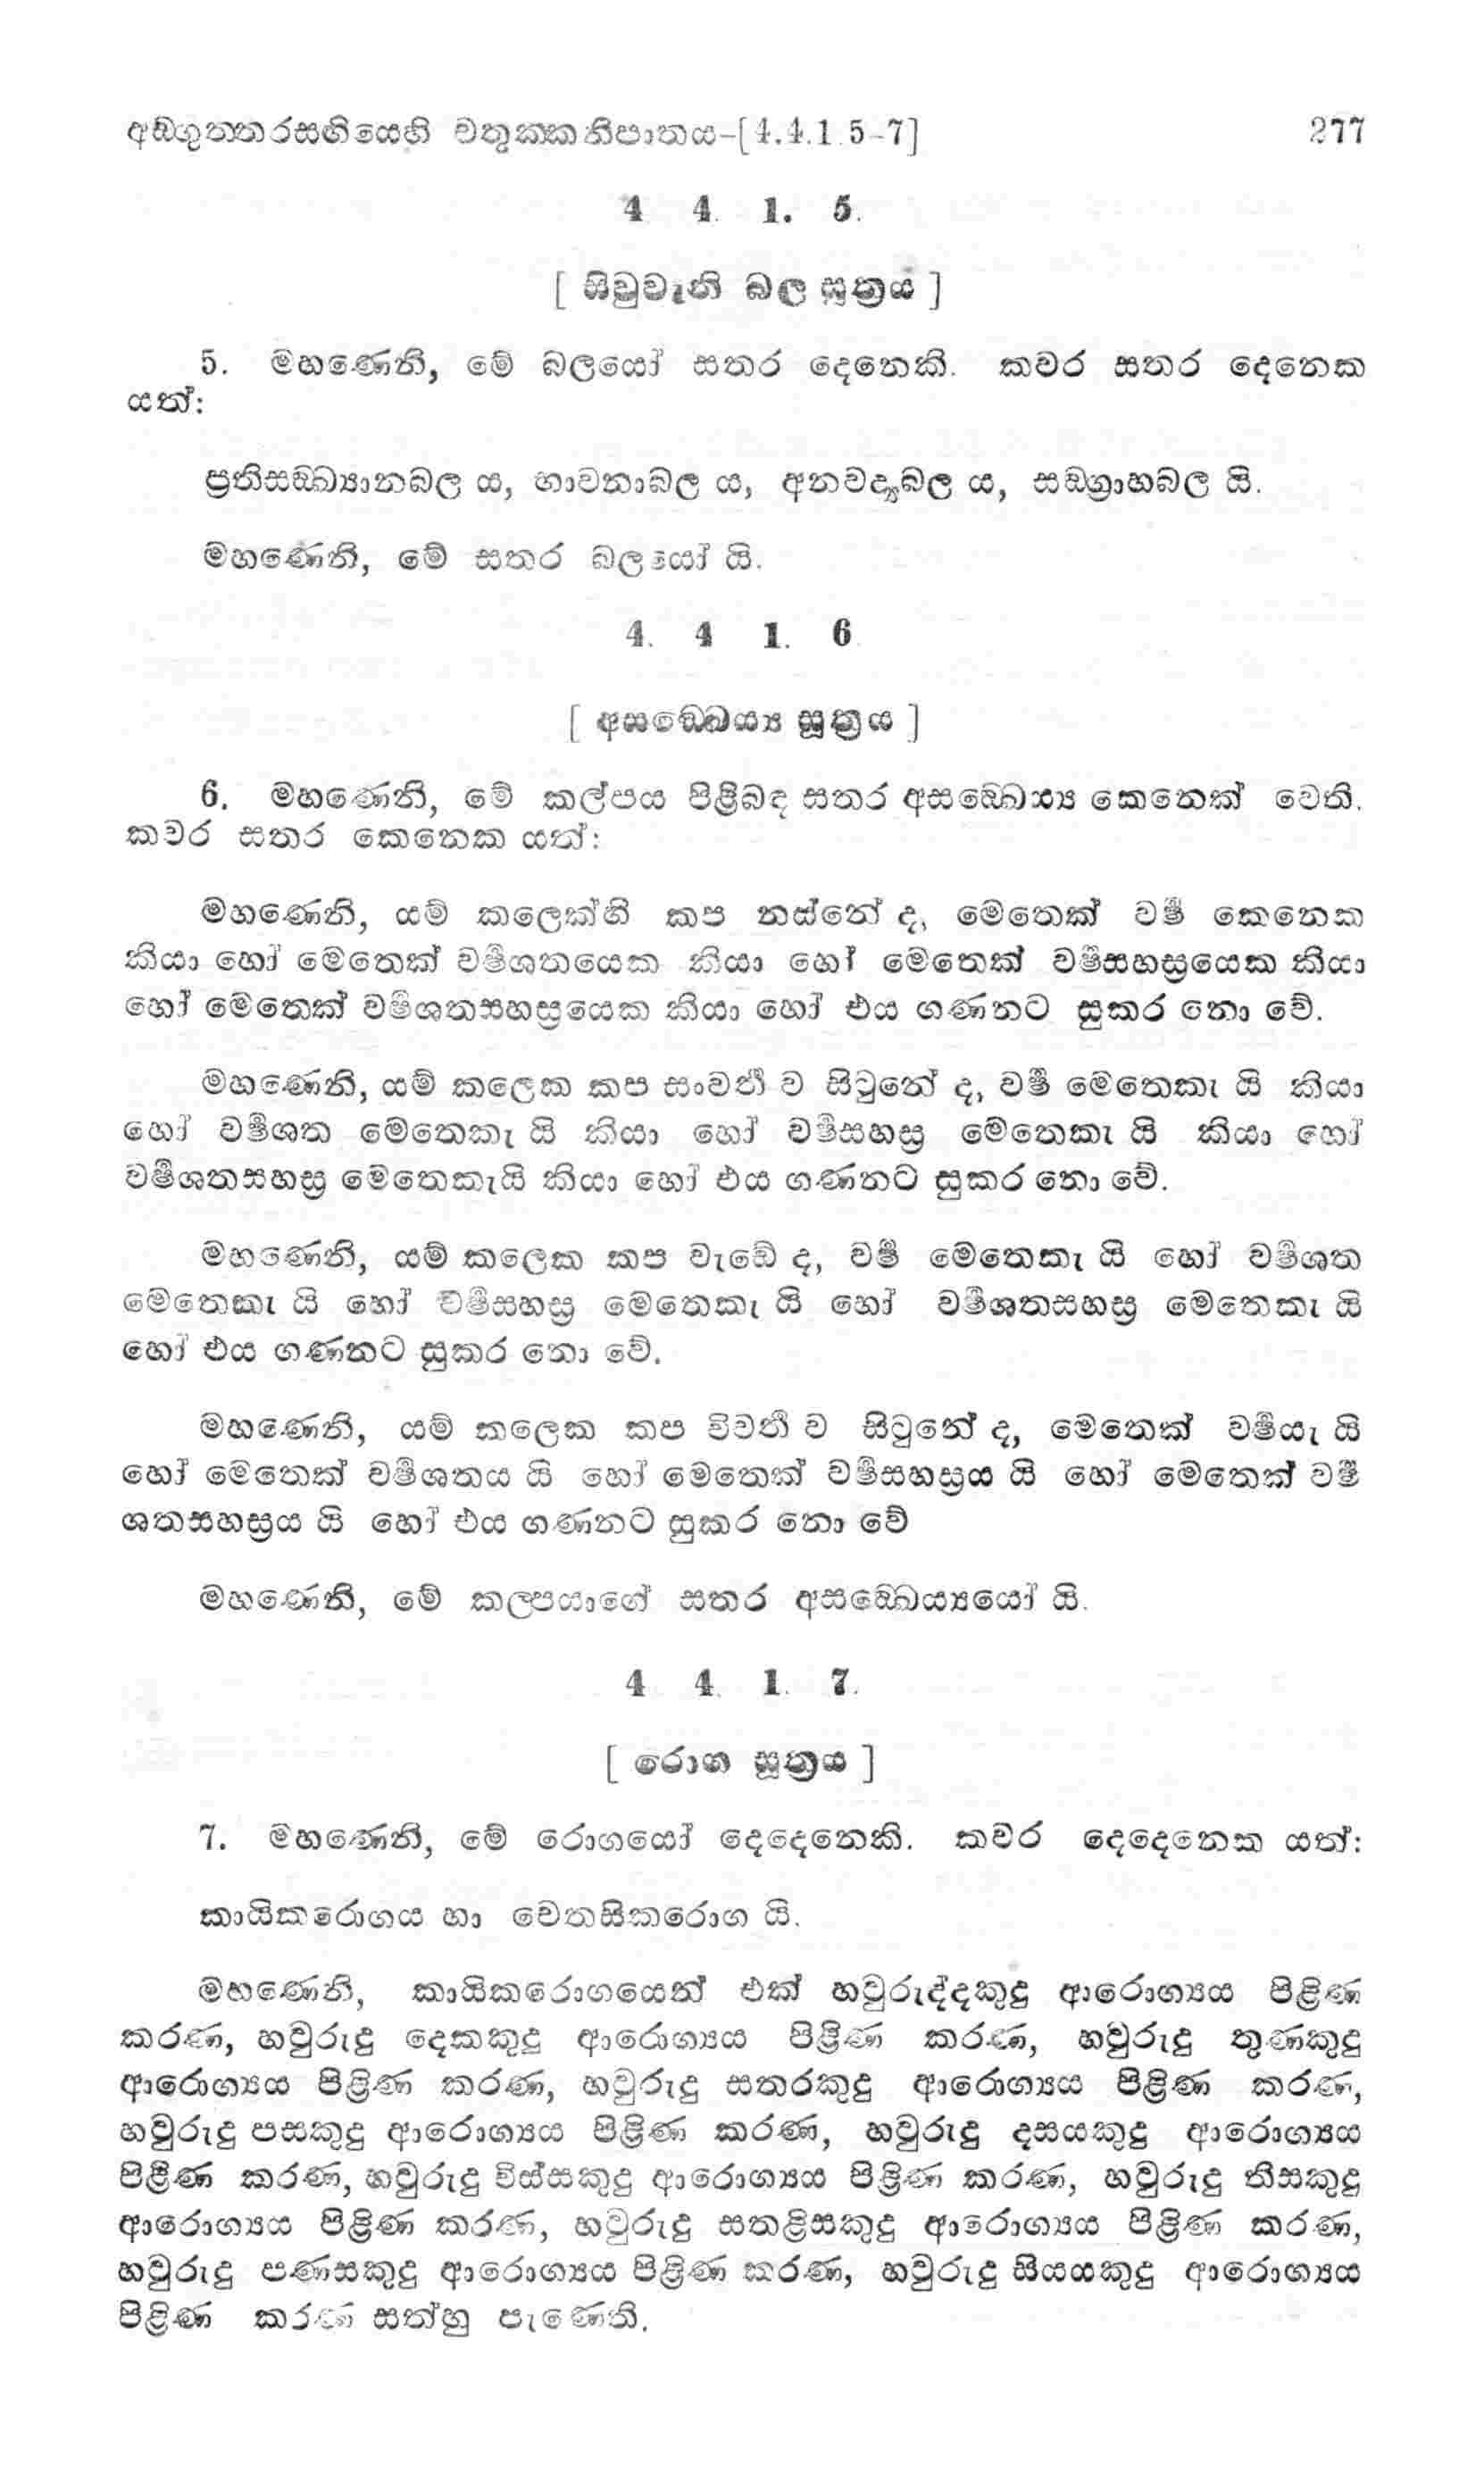 අඞ්ගුත්තරසඟියෙහි චතුක්කනිපාතය-[4.4.1.5-7] 277
4 4. 1. 5.
[ සිවුවැනි බල සූත්‍රය ]
5. මහණෙනි, මේ බලයෝ සතර දෙනෙකි. කවර සතර දෙනෙක
යත්:
ප්‍රතිසඞ්ඛ්‍යානබල ය, භාවනාබල ය, අනවද්‍යබල ය, සඞ්ග්‍රාහබල යි.
මහණෙනි, මේ සතර බලයෝ යි.
4. 4 1. 6
[ අසඞ්ඛෙය්‍ය සූත්‍රය ]
6. මහණෙනි, මේ කල්පය පිළිබඳ සතර අසඞ්ඛ්‍යෙය්‍ය කෙනෙක් වෙති.
කවර සතර කෙනෙක යත්:
මහණෙනි, යම් කලෙක්හි කප නස්නේ ද, මෙතෙක් වර්‍ෂ කෙනෙක
කියා හෝ මෙතෙක් වර්‍ෂශතයෙක කියා හෝ මෙතෙක් වර්‍ෂසහස්‍රයෙක කියා
හෝ මෙතෙක් වර්‍ෂශතසහස්‍රයෙක කියා හෝ එය ගණනට සුකර නො වේ.
මහණෙනි, යම් කලෙක කප සංවර්‍ත ව සිටුනේ ද, වර්‍ෂ මෙතෙකැ යි කියා
හෝ වර්‍ෂශත මෙතෙකැ යි කියා හෝ වර්‍ෂසහස්‍ර මෙතෙකැ යි කියා හෝ
වර්‍ෂශතසහස්‍ර මෙතෙකැයි කියා හෝ එය ගණනට සුකර නො වේ.
මහණෙනි, යම් කලෙක කප වැඩේ ද, වර්‍ෂ මෙතෙකැ යි හෝ වර්‍ෂශත
මෙතෙකැ යි හෝ වර්‍ෂසහස්‍ර මෙතෙකැ යි හෝ වර්‍ෂශතසහස්‍ර මෙතෙකැ යි
හෝ එය ගණනට සුකර නො වේ.
මහණෙනි, යම් කලෙක කප විවර්‍ත ව සිටුනේ ද, මෙතෙක් වර්‍ෂයැ යි
හෝ මෙතෙක් වර්‍ෂශතය යි හෝ මෙතෙක් වර්‍ෂසහස්‍රය යි හෝ මෙතෙක් වර්‍ෂ
ශතසහස්‍රය යි හෝ එය ගණනට සුකර නො වේ
මහණෙනි, මේ කල්පයාගේ සතර අසඞ්ඛෙය්‍යයෝ යි.
4 4. 1. 7.
[ රොග සූත්‍රය ]
7. මහණෙනි, මේ රොගයෝ දෙදෙනෙකි. කවර දෙදෙනෙක යත්:
කායිකරොගය හා චෙතසිකරොග යි.
මහණෙනි, කායිකරොගයෙන් එක් හවුරුද්දකුදු ආරොග්‍යය පිළිණ
කරණ, හවුරුදු දෙකකුදු ආරොග්‍යය පිළිණ කරණ, හවුරුදු තුණකුදු
ආරොග්‍යය පිළිණ කරණ, හවුරුදු සතරකුදු ආරොග්‍යය පිළිණ කරණ,
හවුරුදු පසකුදු ආරොග්‍යය පිළිණ කරණ, හවුරුදු දසයකුදු ආරොග්‍යය
පිළිණ කරණ, හවුරුදු විස්සකුදු ආරොග්‍යය පිළිණ කරණ, හවුරුදු තිසකුදු
ආරොග්‍යය පිළිණ කරණ, හවුරුදු සතළිසකුදු ආරොග්‍යය පිළිණ කරණ,
හවුරුදු පණසකුදු ආරොග්‍යය පිළිණ කරණ, හවුරුදු සියයකුදු ආරොග්‍යය
පිළිණ කරණ සත්හු පැණෙති.